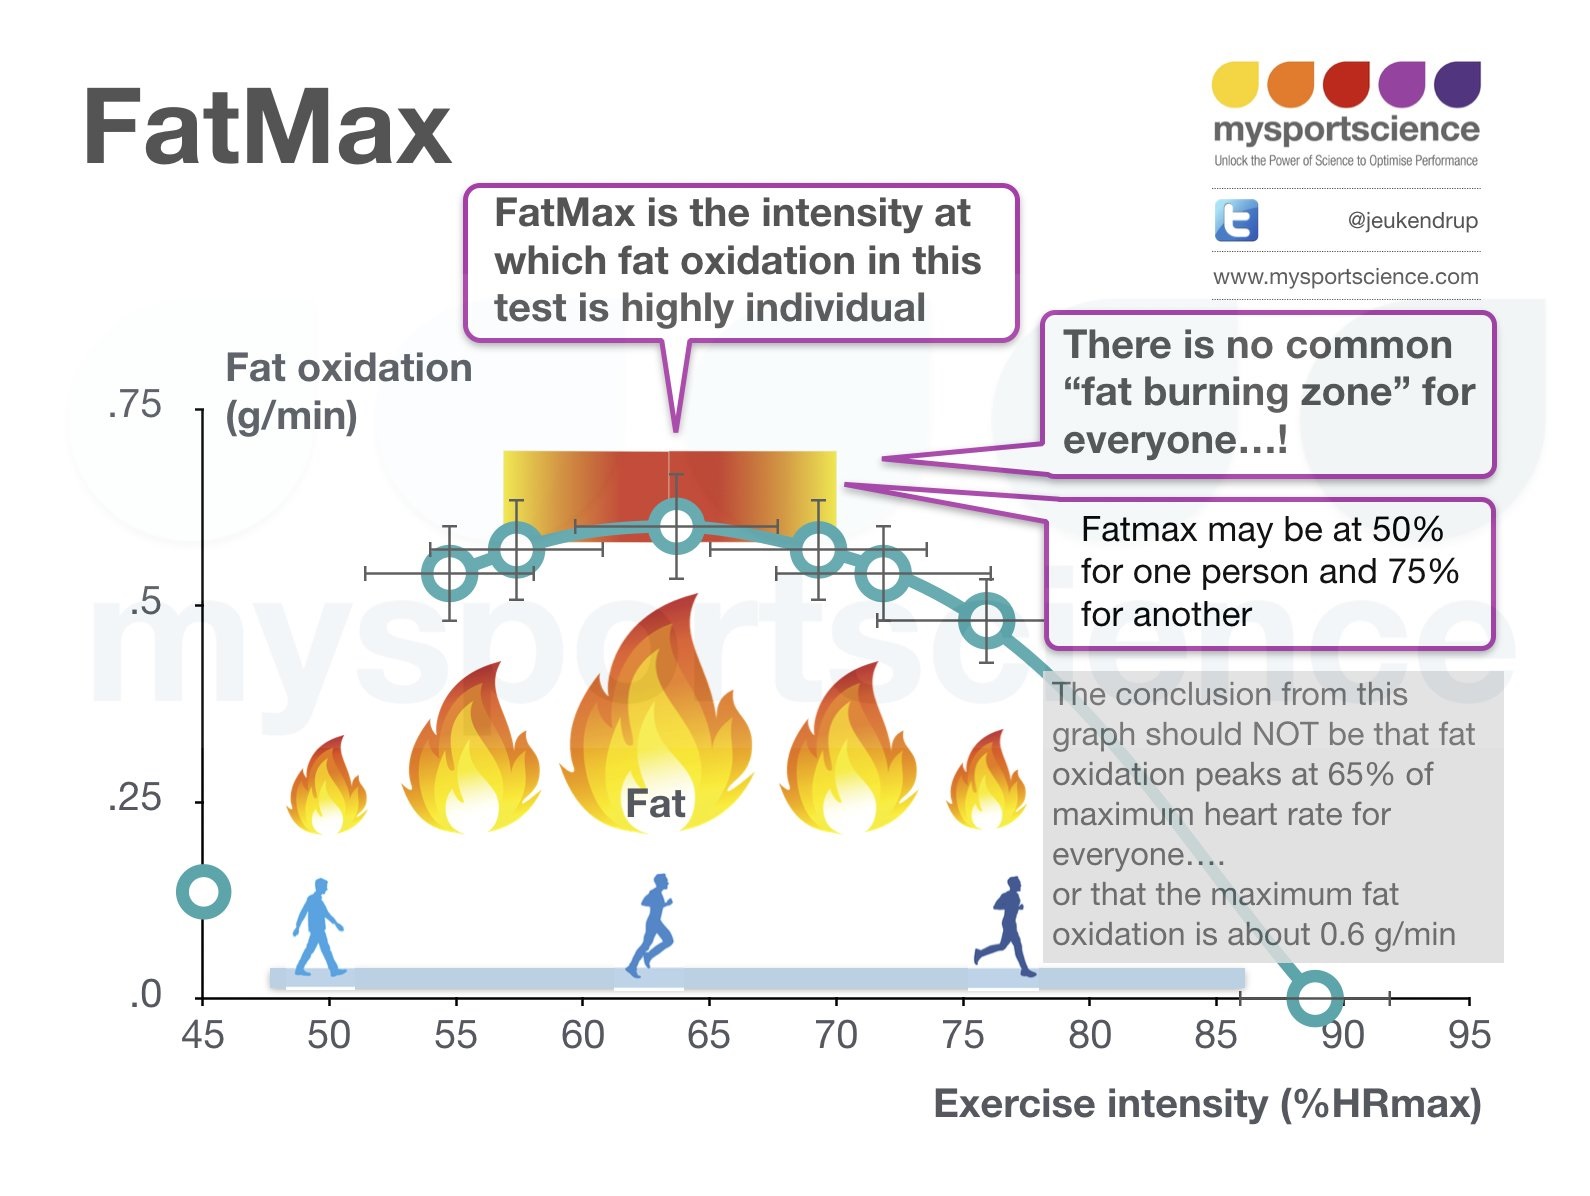 FatMax
mysportscience
Unlock the Power of Science to Optimise Performance
@jeukendrup
www.mysportscience.com
FatMax is the intensity at
which fat oxidation in this
test is highly individual
There is no common
“fat burning zone” for
everyone...!
Fatmax may be at 50%
for one person and 75%
for another
The conclusion from this
graph should NOT be that fat
oxidation peaks at 65% of
maximum heart rate for
everyone....
or that the maximum fat
oxidation is about 0.6 g/min
Fat oxidation
(g/min)
.75
.5
.25
.0
Fat
mysportscience
45 50 55 60 65 70 75 80 85 90 95
Exercise intensity (%HRmax)